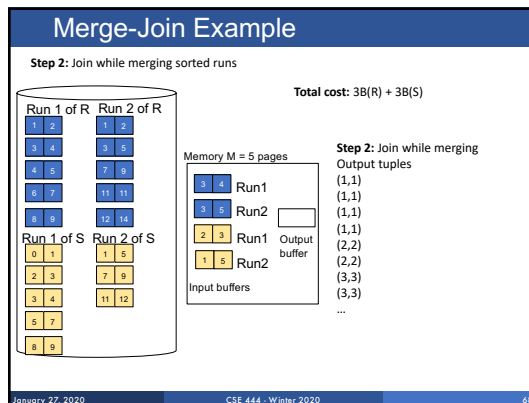 Merge-Join Example
Step 2: Join while merging sorted runs
Total cost: 3B(R) + 3B(S)
Run 1 of R Run 2 of R
1 2 1 2
3 4 3 5
4 5 7 9
6 7 11 11
8 9 12 14
Run 1 of S Run 2 of S
0 1 1 5
2 3 7 9
3 4 11 12
5 7
8 9
Memory M = 5 pages
3 4 Run1
3 5 Run2
2 3 Run1
1 5 Run2
Output
buffer
Input buffers
Step 2: Join while merging
Output tuples
(1,1)
(1,1)
(1,1)
(1,1)
(2,2)
(2,2)
(3,3)
(3,3)
…
January 27, 2020 CSE 444 - Winter 2020